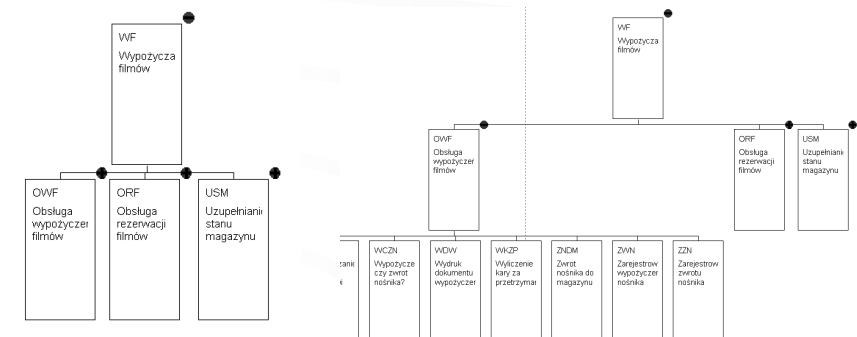 WF
Wypożycza
filmów
OWF
Obsługa
wypożyczer
filmów
ORF
Obsługa
rezerwacji
filmów
USM
Uzupełniani
stanu
magazynu
WF
Wypożycza
filmów
OWF
Obsługa
wypożyczer
filmów
ORF
Obsługa
rezerwacji
filmów
USM
Uzupełniani
stanu
magazynu
WCZN
Wypożycze
czy zwrot
nośnika?
WDW
Wydruk
dokumentu
wypożyczer
WKZP
Wyliczenie
kary za
przetrzymar
ZNDM
Zwrot
nośnika do
magazynu
ZWN
Zarejestrow
wypożyczer
nośnika
ZZN
Zarejestrow
zwrotu
nośnika